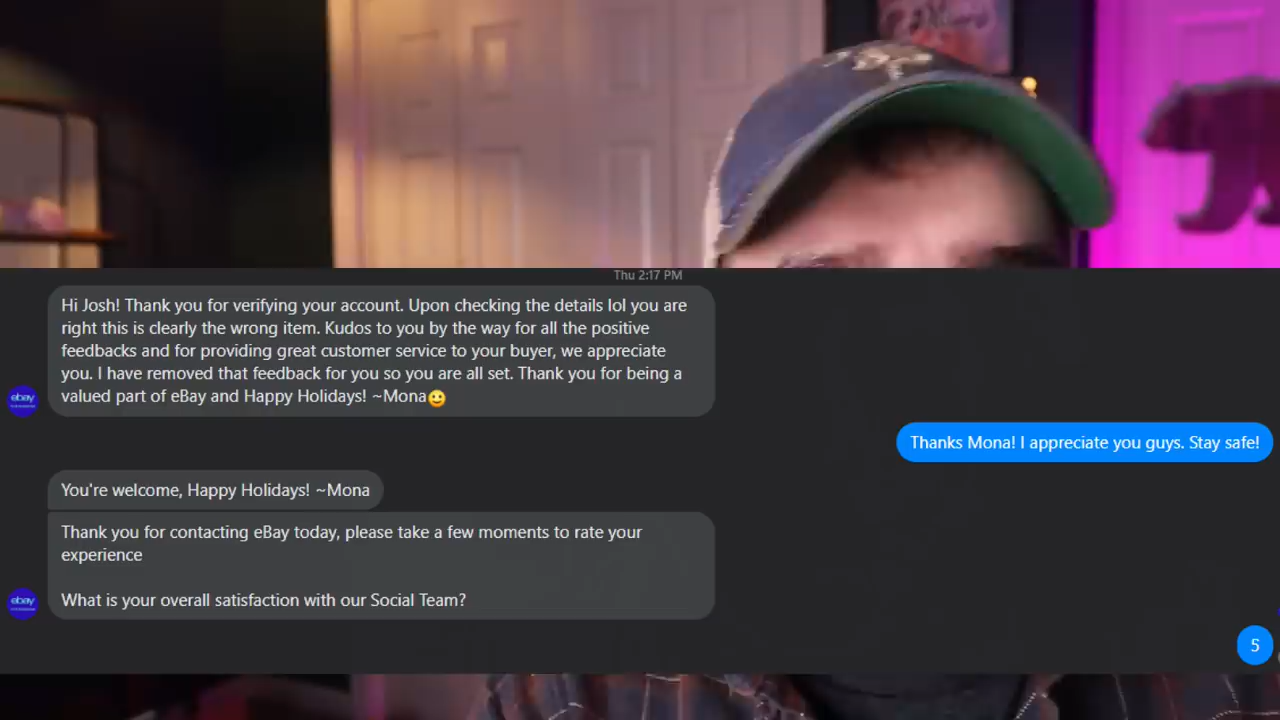 Thu 2:17 PM
Hi Josh! Thank you for verifying your account. Upon checking the details lol you are
right this is clearly the wrong item. Kudos to you by the way for all the positive
feedbacks and for providing great customer service to your buyer, we appreciate
you. I have removed that feedback for you so you are all set. Thank you for being a
valued part of eBay and Happy Holidays! ~Mona😀
ebay
Thanks Mona! I appreciate you guys. Stay safe!
You're welcome, Happy Holidays! ~Mona
Thank you for contacting eBay today, please take a few moments to rate your
experience
What is your overall satisfaction with our Social Team?
ebay
5